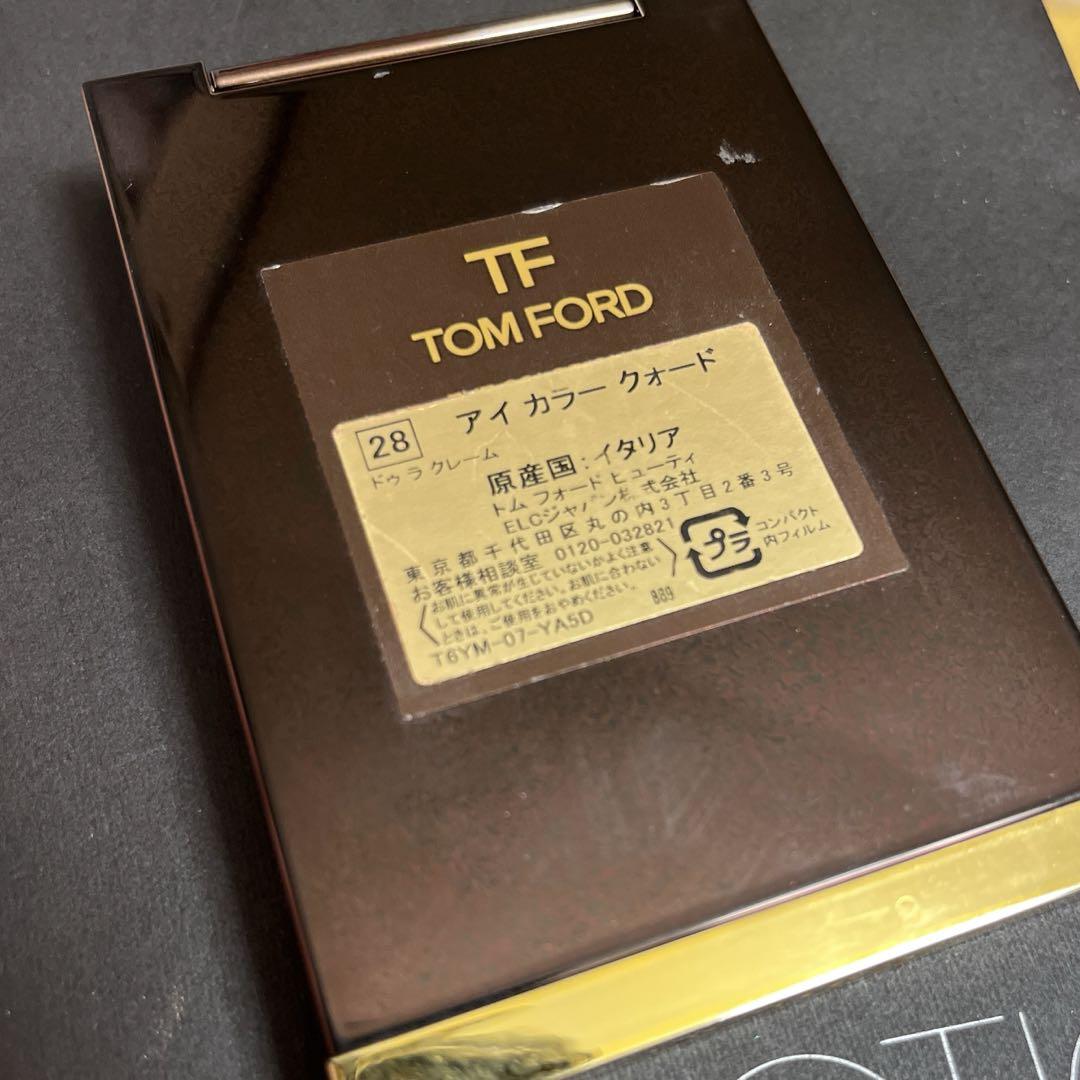 TF
TOM FORD
アイ カラー クォード
28
ドゥ ラ クレーム
原産国:イタリア
トム フォード ビューティ
ELCジャパン株式会社
東京都千代田区丸の内3丁目2番3号
お客様相談室 0120-032821
お肌に異常が生じていないかよく注意
して使用してください。お肌に合わない
ときは、ご使用をおやめください。
T6YM-07-YA5D
プラ
コンパクト
内フィルム